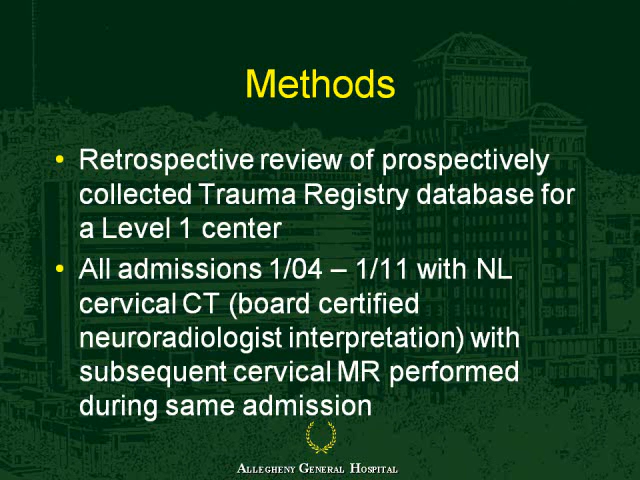 Methods
• Retrospective review of prospectively
collected Trauma Registry database for
a Level 1 center
• All admissions 1/04 – 1/11 with NL
cervical CT (board certified
neuroradiologist interpretation) with
subsequent cervical MR performed
during same admission
ALLEGHENY GENERAL HOSPITAL